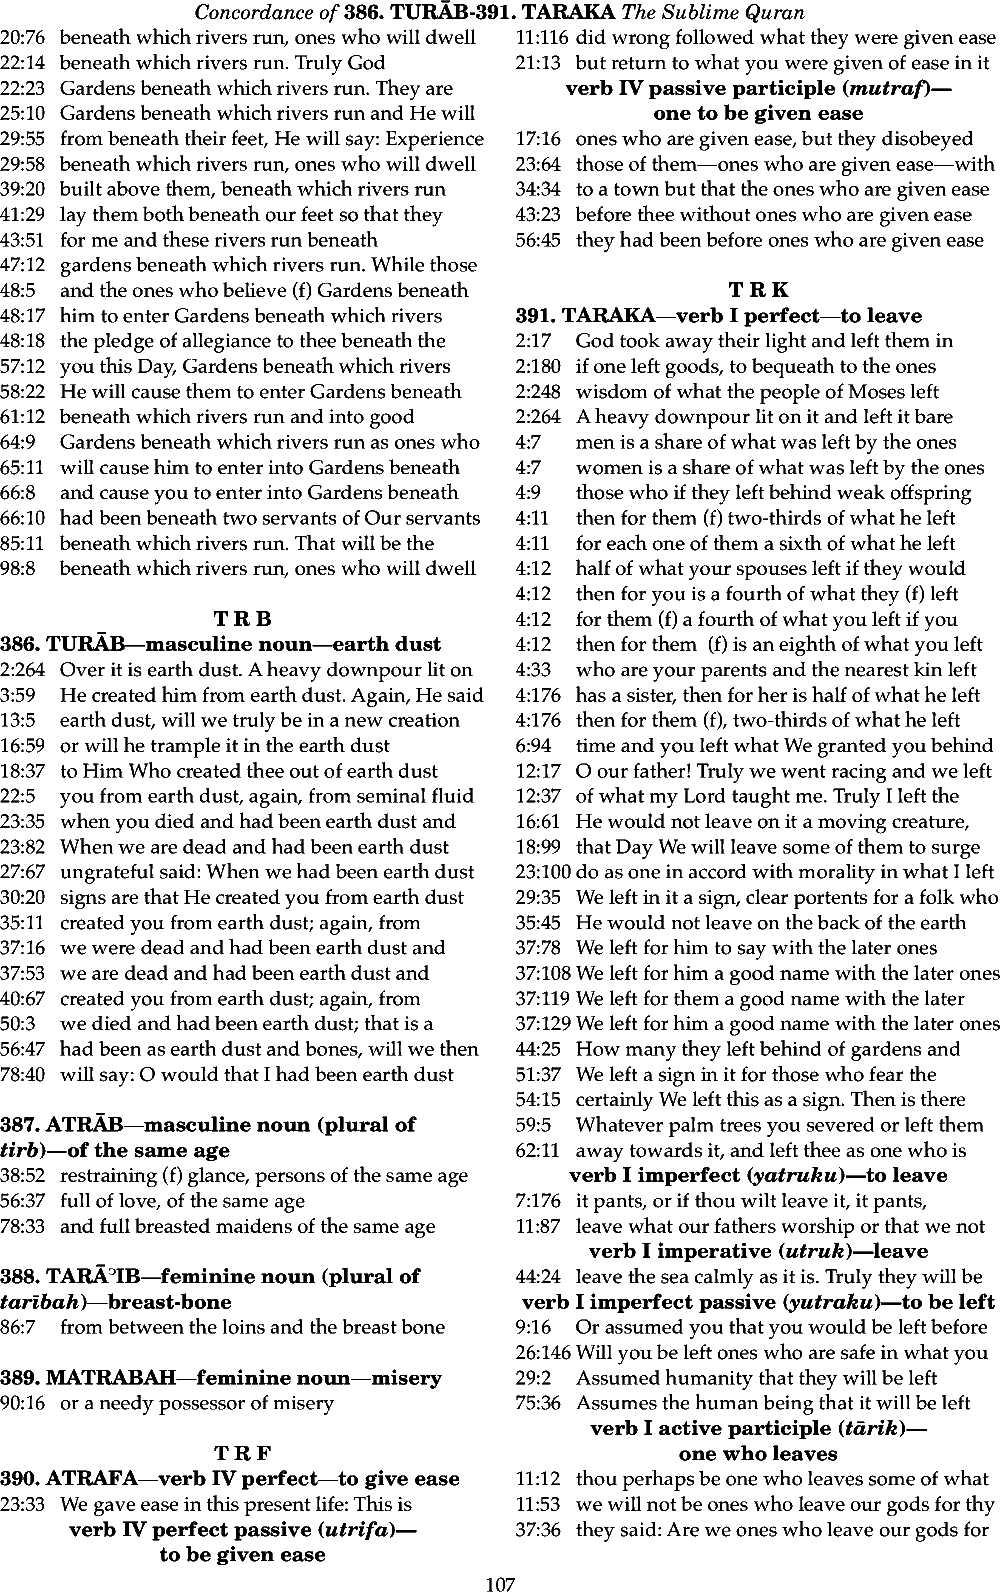 Concordance of 386. TURĀB-391. TARAKA The Sublime Quran
20:76 beneath which rivers run, ones who will dwell
22:14 beneath which rivers run. Truly God
22:23 Gardens beneath which rivers run. They are
25:10 Gardens beneath which rivers run and He will
29:55 from beneath their feet, He will say: Experience
29:58 beneath which rivers run, ones who will dwell
39:20 built above them, beneath which rivers run
41:29 lay them both beneath our feet so that they
43:51 for me and these rivers run beneath
47:12 gardens beneath which rivers run. While those
48:5 and the ones who believe (f) Gardens beneath
48:17 him to enter Gardens beneath which rivers
48:18 the pledge of allegiance to thee beneath the
57:12 you this Day, Gardens beneath which rivers
58:22 He will cause them to enter Gardens beneath
61:12 beneath which rivers run and into good
64:9 Gardens beneath which rivers run as ones who
65:11 will cause him to enter into Gardens beneath
66:8 and cause you to enter into Gardens beneath
66:10 had been beneath two servants of Our servants
85:11 beneath which rivers run. That will be the
98:8 beneath which rivers run, ones who will dwell
T R B
386. TURĀB—masculine noun—earth dust
2:264 Over it is earth dust. A heavy downpour lit on
3:59 He created him from earth dust. Again, He said
13:5 earth dust, will we truly be in a new creation
16:59 or will he trample it in the earth dust
18:37 to Him Who created thee out of earth dust
22:5 you from earth dust, again, from seminal fluid
23:35 when you died and had been earth dust and
23:82 When we are dead and had been earth dust
27:67 ungrateful said: When we had been earth dust
30:20 signs are that He created you from earth dust
35:11 created you from earth dust; again, from
37:16 we were dead and had been earth dust and
37:53 we are dead and had been earth dust and
40:67 created you from earth dust; again, from
50:3 we died and had been earth dust; that is a
56:47 had been as earth dust and bones, will we then
78:40 will say: O would that I had been earth dust
387. ATRĀB—masculine noun (plural of
tirb)—of the same age
38:52 restraining (f) glance, persons of the same age
56:37 full of love, of the same age
78:33 and full breasted maidens of the same age
388. TARĀʾIB—feminine noun (plural of
tarībah)—breast-bone
86:7 from between the loins and the breast bone
389. MATRABAH—feminine noun—misery
90:16 or a needy possessor of misery
T R F
390. ATRAFA—verb IV perfect—to give ease
23:33 We gave ease in this present life: This is
verb IV perfect passive (utrifa)—
to be given ease
11:116 did wrong followed what they were given ease
21:13 but return to what you were given of ease in it
verb IV passive participle (mutraf)—
one to be given ease
17:16 ones who are given ease, but they disobeyed
23:64 those of them—ones who are given ease—with
34:34 to a town but that the ones who are given ease
43:23 before thee without ones who are given ease
56:45 they had been before ones who are given ease
T R K
391. TARAKA—verb I perfect—to leave
2:17 God took away their light and left them in
2:180 if one left goods, to bequeath to the ones
2:248 wisdom of what the people of Moses left
2:264 A heavy downpour lit on it and left it bare
4:7 men is a share of what was left by the ones
4:7 women is a share of what was left by the ones
4:9 those who if they left behind weak offspring
4:11 then for them (f) two-thirds of what he left
4:11 for each one of them a sixth of what he left
4:12 half of what your spouses left if they would
4:12 then for you is a fourth of what they (f) left
4:12 for them (f) a fourth of what you left if you
4:12 then for them (f) is an eighth of what you left
4:33 who are your parents and the nearest kin left
4:176 has a sister, then for her is half of what he left
4:176 then for them (f), two-thirds of what he left
6:94 time and you left what We granted you behind
12:17 O our father! Truly we went racing and we left
12:37 of what my Lord taught me. Truly I left the
16:61 He would not leave on it a moving creature,
18:99 that Day We will leave some of them to surge
23:100 do as one in accord with morality in what I left
29:35 We left in it a sign, clear portents for a folk who
35:45 He would not leave on the back of the earth
37:78 We left for him to say with the later ones
37:108 We left for him a good name with the later ones
37:119 We left for them a good name with the later
37:129 We left for him a good name with the later ones
44:25 How many they left behind of gardens and
51:37 We left a sign in it for those who fear the
54:15 certainly We left this as a sign. Then is there
59:5 Whatever palm trees you severed or left them
62:11 away towards it, and left thee as one who is
verb I imperfect (yatruku)—to leave
7:176 it pants, or if thou wilt leave it, it pants,
11:87 leave what our fathers worship or that we not
verb I imperative (utruk)—leave
44:24 leave the sea calmly as it is. Truly they will be
verb I imperfect passive (yutraku)—to be left
9:16 Or assumed you that you would be left before
26:146 Will you be left ones who are safe in what you
29:2 Assumed humanity that they will be left
75:36 Assumes the human being that it will be left
verb I active participle (tārik)—
one who leaves
11:12 thou perhaps be one who leaves some of what
11:53 we will not be ones who leave our gods for thy
37:36 they said: Are we ones who leave our gods for
107